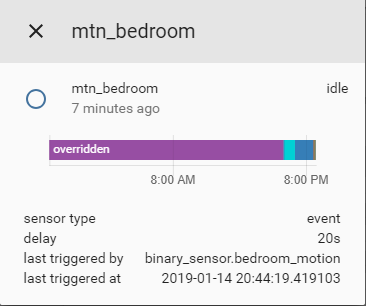 mtn_bedroom
mtn_bedroom idle
7 minutes ago
overridden
8:00 AM 8:00 PM
sensor type event
delay 20s
last triggered by binary_sensor.bedroom_motion
last triggered at 2019-01-14 20:44:19.419103